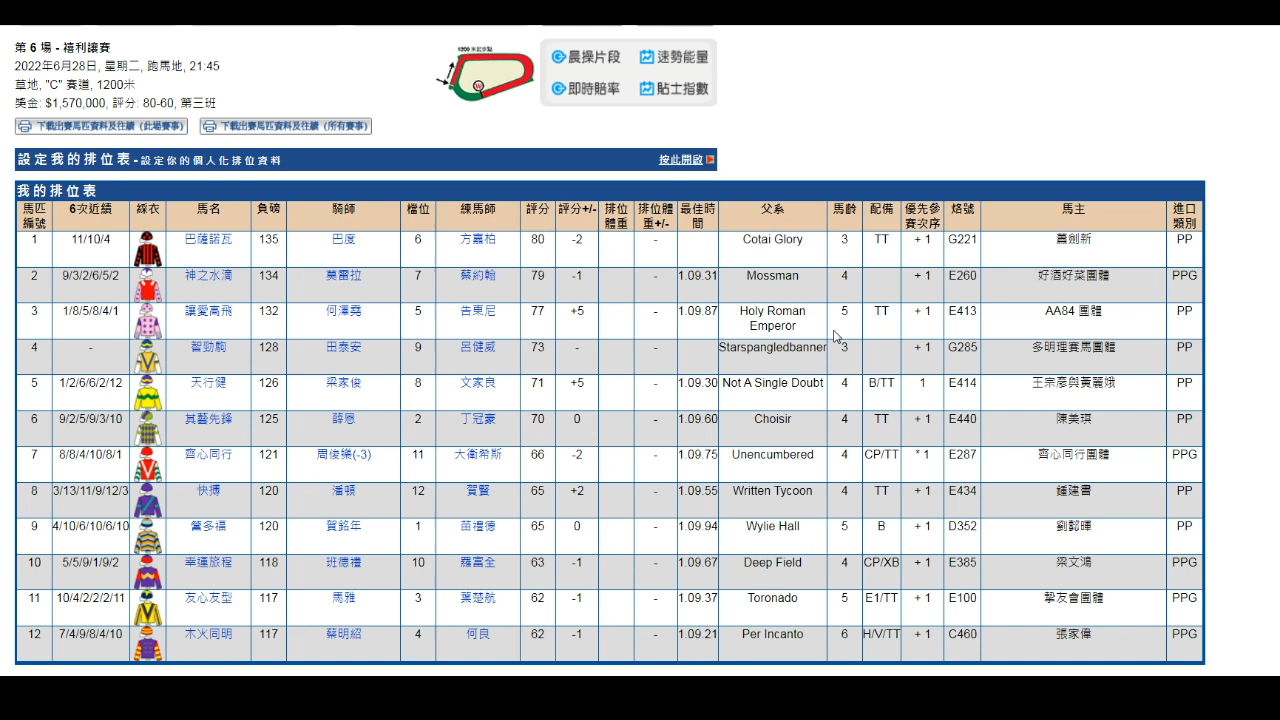 第 6 場 - 禧利讓賽
2022年6月28日, 星期二, 跑馬地, 21:45
草地, "C" 賽道, 1200米
獎金: $1,570,000, 評分: 80-60, 第三班
1200 米起步點
晨操片段 速勢能量
即時賠率 貼士指數
下載出賽馬匹資料及往績 (此場賽事) 下載出賽馬匹資料及往績 (所有賽事)
設定我的排位表 - 設定你的個人化排位資料 按此開啟
我的排位表
馬匹編號 6次近績 綵衣 馬名 負磅 騎師 檔位 練馬師 評分 評分+/- 排位體重 排位體重+/- 最佳時間 父系 馬齡 配備 優先參賽次序 烙號 馬主 進口類別
1 11/10/4 巴薩諾瓦 135 巴度 6 方嘉柏 80 -2 - Cotai Glory 3 TT + 1 G221 蕭劍新 PP
2 9/3/2/6/5/2 神之水滴 134 莫雷拉 7 蔡約翰 79 -1 - 1.09.31 Mossman 4 + 1 E260 好酒好菜團體 PPG
3 1/8/5/8/4/1 讓愛高飛 132 何澤堯 5 告東尼 77 +5 - 1.09.87 Holy Roman Emperor 5 TT + 1 E413 AA84 團體 PP
4 - 智勁駒 128 田泰安 9 呂健威 73 - - Starspangledbanner 3 + 1 G285 多明理賽馬團體 PP
5 1/2/6/6/2/12 天行健 126 梁家俊 8 文家良 71 +5 - 1.09.30 Not A Single Doubt 4 B/TT 1 E414 王宗彥與黃麗娥 PP
6 9/2/5/9/3/10 其藝先鋒 125 薛恩 2 丁冠豪 70 0 - 1.09.60 Choisir 4 TT + 1 E440 陳美琪 PP
7 8/8/4/10/8/1 齊心同行 121 周俊樂(-3) 11 大衛希斯 66 -2 - 1.09.75 Unencumbered 4 CP/TT * 1 E287 齊心同行團體 PPG
8 3/13/11/9/12/3 快搏 120 潘頓 12 賀賢 65 +2 - 1.09.55 Written Tycoon 4 TT + 1 E434 鍾建書 PP
9 4/10/6/10/6/10 鶯多福 120 賀銘年 1 苗禮德 65 0 - 1.09.94 Wylie Hall 5 B + 1 D352 劉懿暉 PP
10 5/5/9/1/9/2 幸運旅程 118 班德禮 10 羅富全 63 -1 - 1.09.67 Deep Field 4 CP/XB + 1 E385 梁文鴻 PPG
11 10/4/2/2/2/11 友心友型 117 馬雅 3 葉楚航 62 -1 - 1.09.37 Toronado 5 E1/TT + 1 E100 摯友會團體 PPG
12 7/4/9/8/4/10 木火同明 117 蔡明紹 4 何良 62 -1 - 1.09.21 Per Incanto 6 H/V/TT + 1 C460 張家偉 PPG